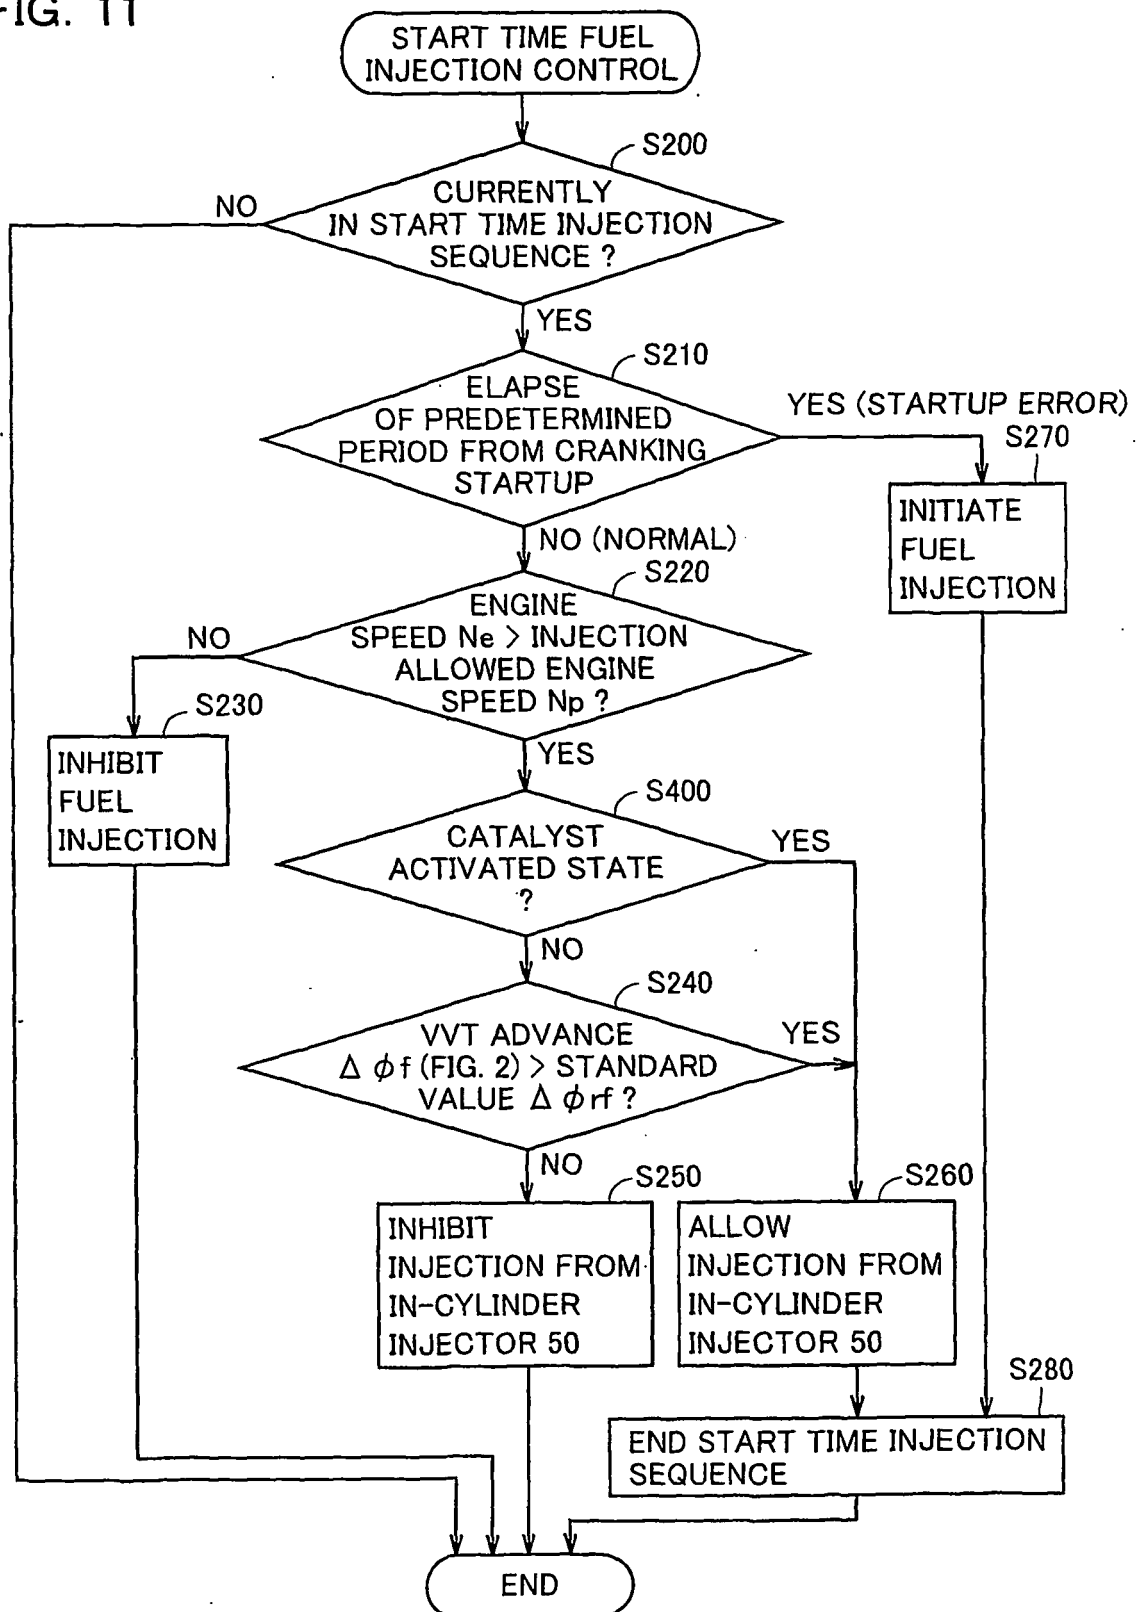 FIG. 11
START TIME FUEL
INJECTION CONTROL
S200
CURRENTLY
IN START TIME INJECTION
SEQUENCE ?
NO
YES
S210
ELAPSE
OF PREDETERMINED
PERIOD FROM CRANKING
STARTUP
YES (STARTUP ERROR)
S270
INITIATE
FUEL
INJECTION
NO (NORMAL)
S220
ENGINE
SPEED Ne > INJECTION
ALLOWED ENGINE
SPEED Np ?
NO
S230
INHIBIT
FUEL
INJECTION
YES
S400
CATALYST
ACTIVATED STATE
?
YES
NO
S240
VVT ADVANCE
Δ φf (FIG. 2) > STANDARD
VALUE Δ φrf ?
YES
NO
S250
INHIBIT
INJECTION FROM
IN-CYLINDER
INJECTOR 50
S260
ALLOW
INJECTION FROM
IN-CYLINDER
INJECTOR 50
S280
END START TIME INJECTION
SEQUENCE
END